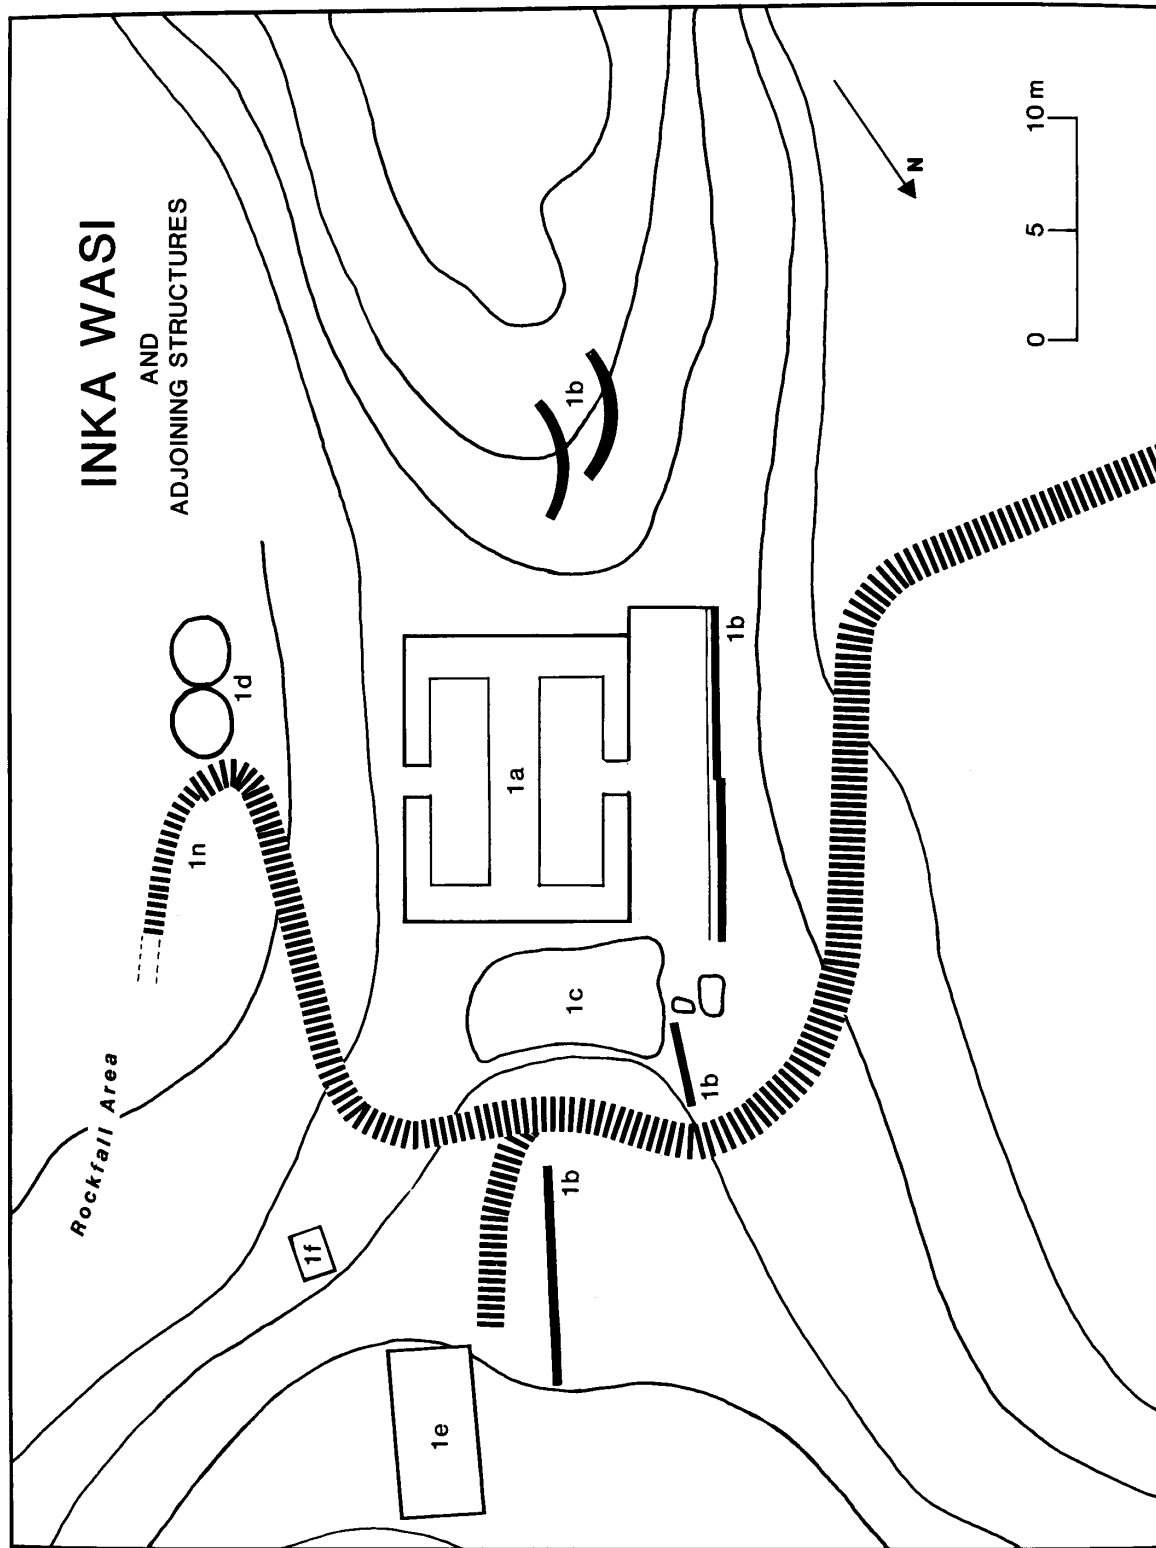 INKA WASI
AND
ADJOINING STRUCTURES
Rockfall Area
1n
1d
1b
1a
1b
1c
1b
1b
1f
1e
N
0 5 10 m